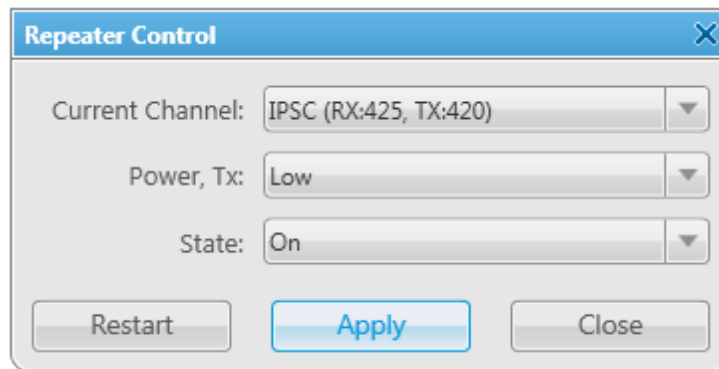 Repeater Control
Current Channel: IPSC (RX:425, TX:420)
Power, Tx: Low
State: On
Restart Apply Close